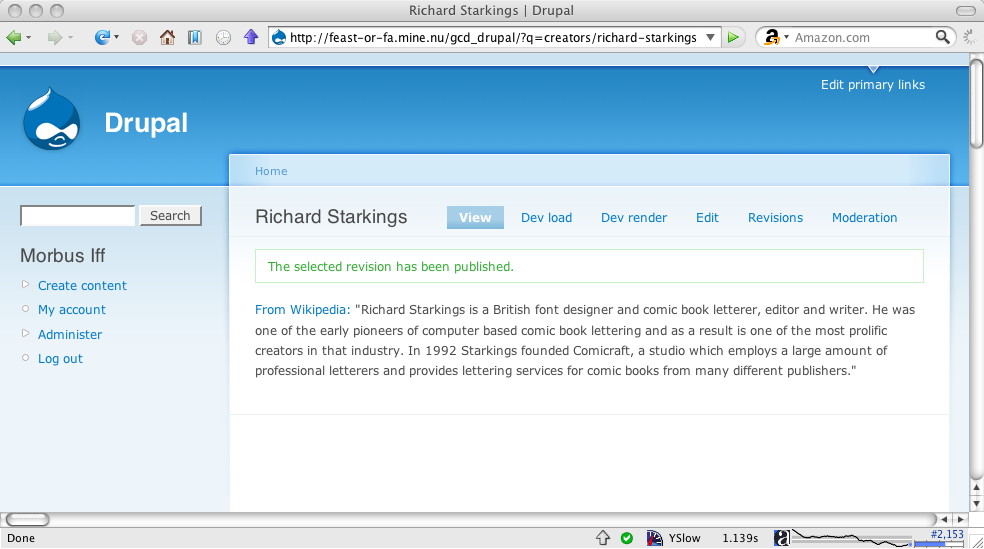 Richard Starkings | Drupal
http://feast-or-fa.mine.nu/gcd_drupal/?q=creators/richard-starkings
a Amazon.com
Edit primary links
Drupal
Home
Search
Richard Starkings View Dev load Dev render Edit Revisions Moderation
Morbus Iff
Create content
My account
Administer
Log out
The selected revision has been published.
From Wikipedia: "Richard Starkings is a British font designer and comic book letterer, editor and writer. He was
one of the early pioneers of computer based comic book lettering and as a result is one of the most prolific
creators in that industry. In 1992 Starkings founded Comicraft, a studio which employs a large amount of
professional letterers and provides lettering services for comic books from many different publishers."
Done YSlow 1.139s a #2,153